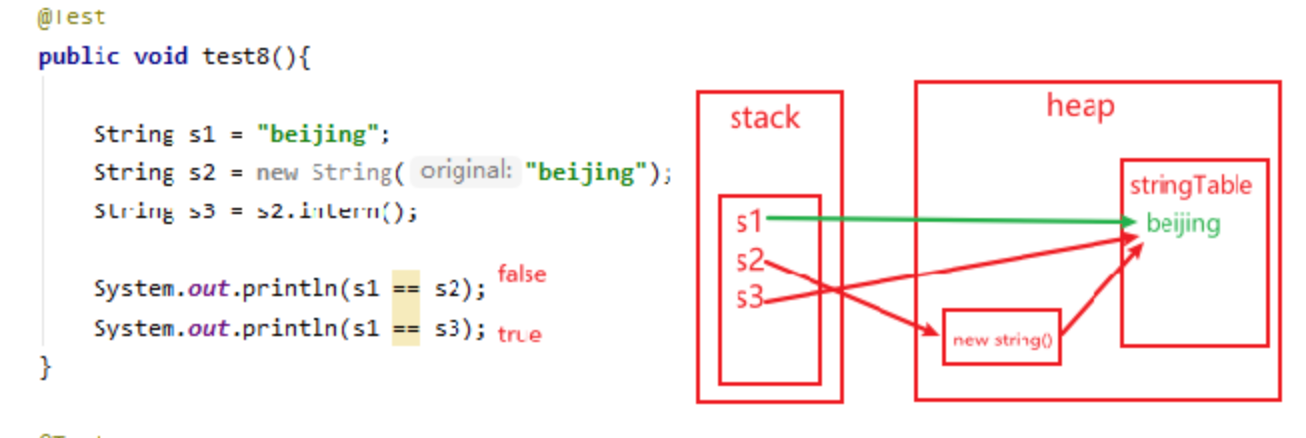 @Test
public void test8(){
String s1 = "beijing";
String s2 = new String( original: "beijing");
String s3 = s2.intern();
System.out.println(s1 == s2); false
System.out.println(s1 == s3); true
}
stack
s1
s2
s3
heap
stringTable
beijing
new string()